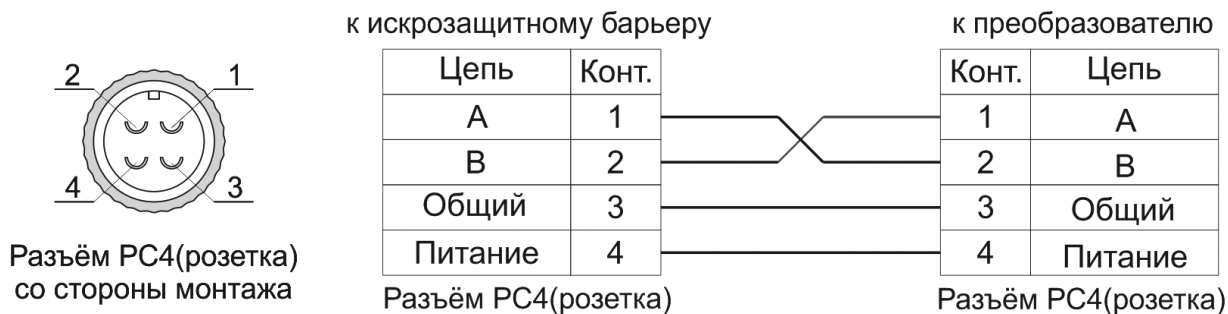 2
1
4
3
Разъём РС4(розетка)
со стороны монтажа
к искрозащитному барьеру
Цепь Конт.
А 1
В 2
Общий 3
Питание 4
Разъём РС4(розетка)
к преобразователю
Конт. Цепь
1 А
2 В
3 Общий
4 Питание
Разъём РС4(розетка)